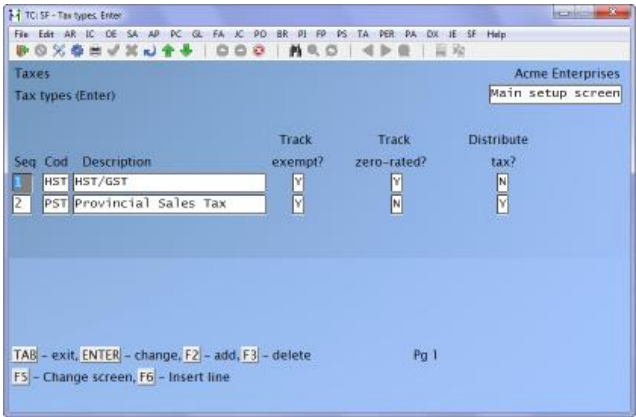 TC: SF - Tax types, Enter
File Edit AR IC OE SA AP PC GL FA JC PO BR PJ FP PS TA PER PA DX IE SF Help
Taxes Acme Enterprises
Tax types (Enter) Main setup screen
Track Track Distribute
Seq Cod Description exempt? zero-rated? tax?
1 HST HST/GST Y Y N
2 PST Provincial Sales Tax Y N Y
TAB - exit, ENTER - change, F2 - add, F3 - delete Pg 1
F5 - Change screen, F6 - Insert line